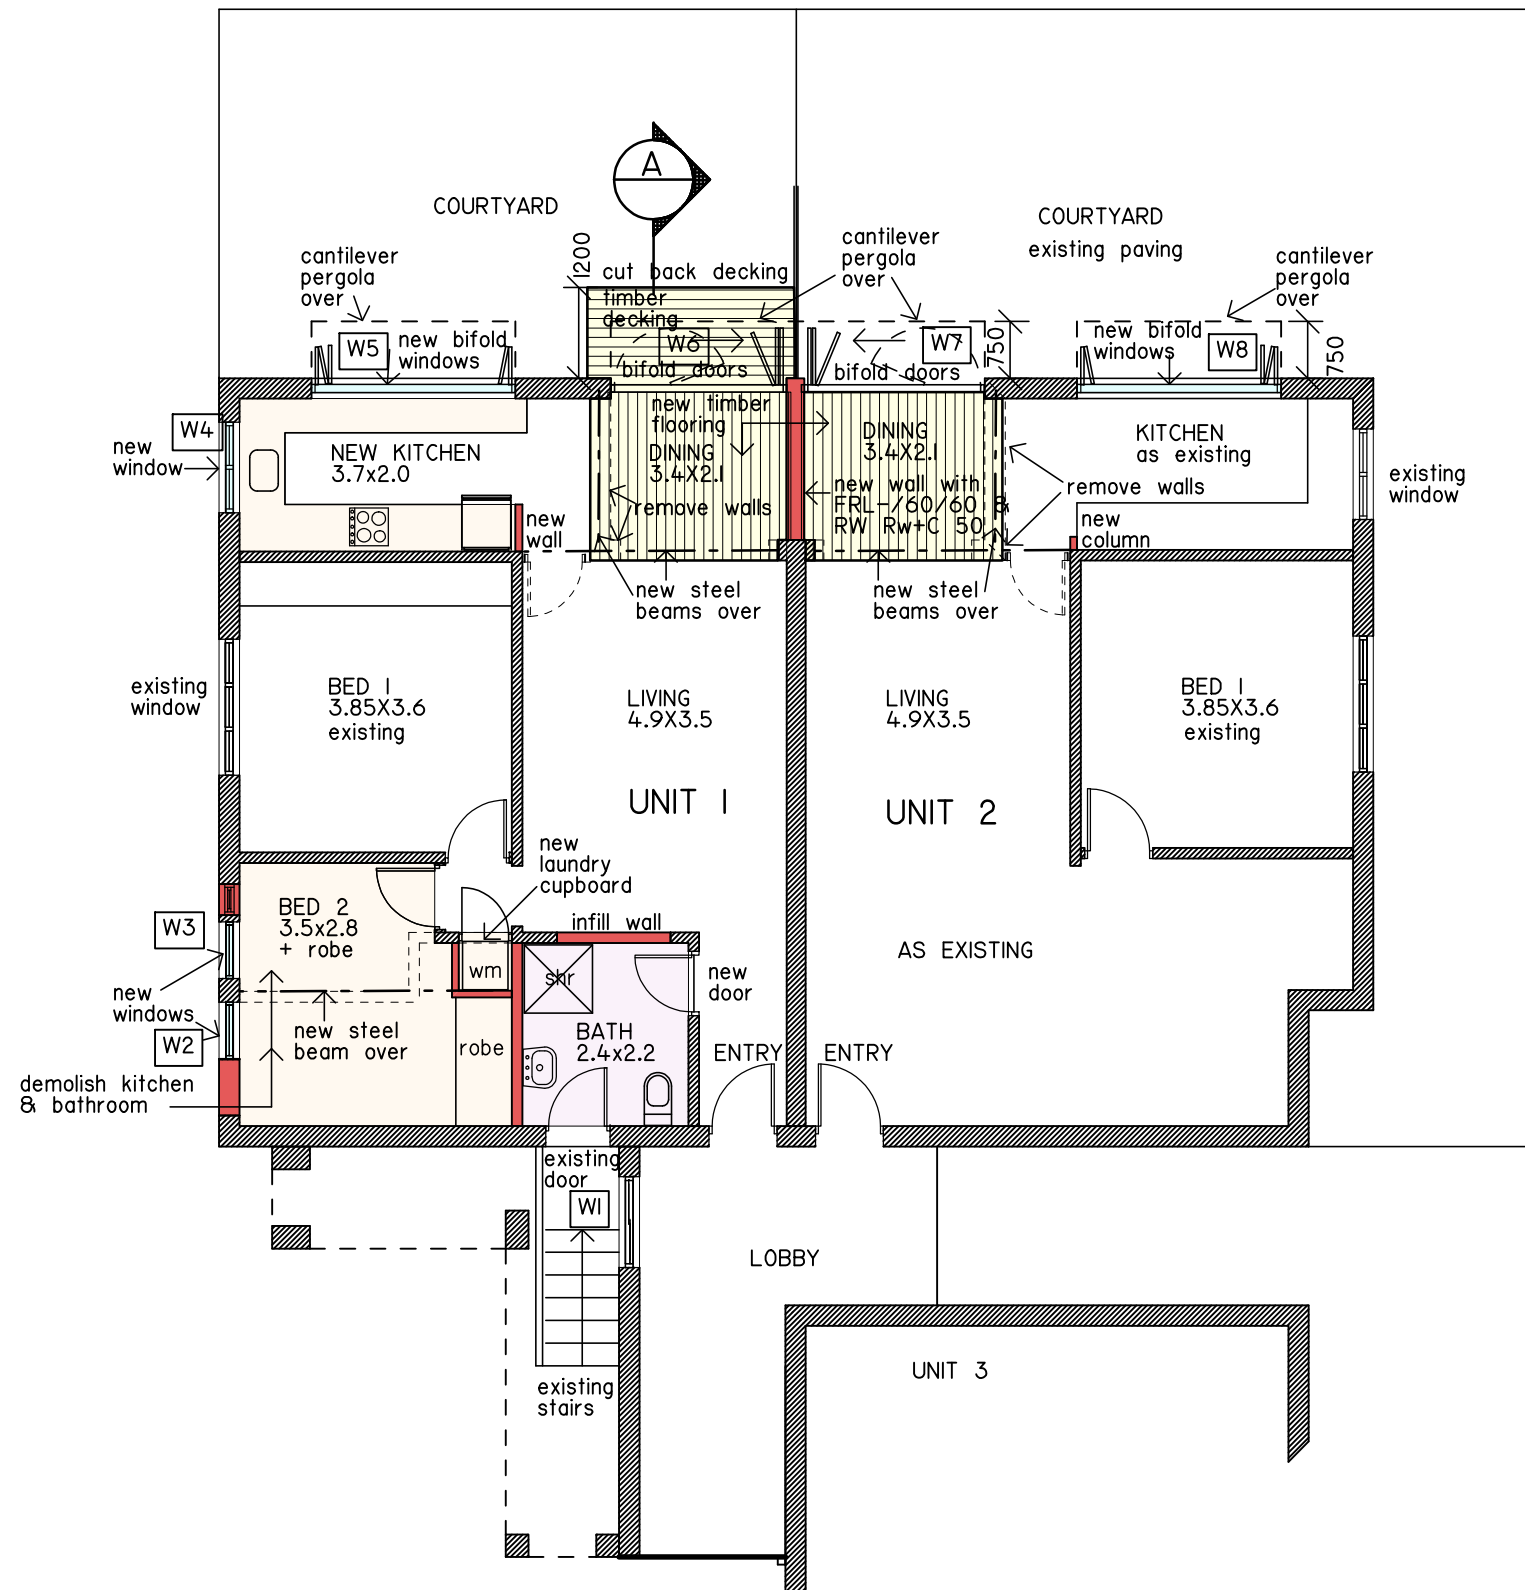 A
COURTYARD
COURTYARD
existing paving
cantilever
pergola
over
1200
cut back decking
timber
decking
cantilever
pergola
over
cantilever
pergola
over
W5
new bifold
windows
W6
bifold doors
W7
bifold doors
750
new bifold
windows
W8
750
W4
new
window
NEW KITCHEN
3.7x2.0
new timber
flooring
DINING
3.4X2.1
DINING
3.4X2.1
KITCHEN
as existing
existing
window
remove walls
new wall with
FRL-/60/60 &
RW Rw+C 50
remove walls
new
wall
new
column
new steel
beams over
new steel
beams over
existing
window
BED 1
3.85X3.6
existing
LIVING
4.9X3.5
LIVING
4.9X3.5
BED 1
3.85X3.6
existing
UNIT 1
UNIT 2
new
laundry
cupboard
W3
BED 2
3.5x2.8
+ robe
infill wall
AS EXISTING
wm
shr
new
door
new
windows
W2
new steel
beam over
robe
BATH
2.4x2.2
ENTRY
ENTRY
demolish kitchen
& bathroom
existing
door
W1
LOBBY
UNIT 3
existing
stairs